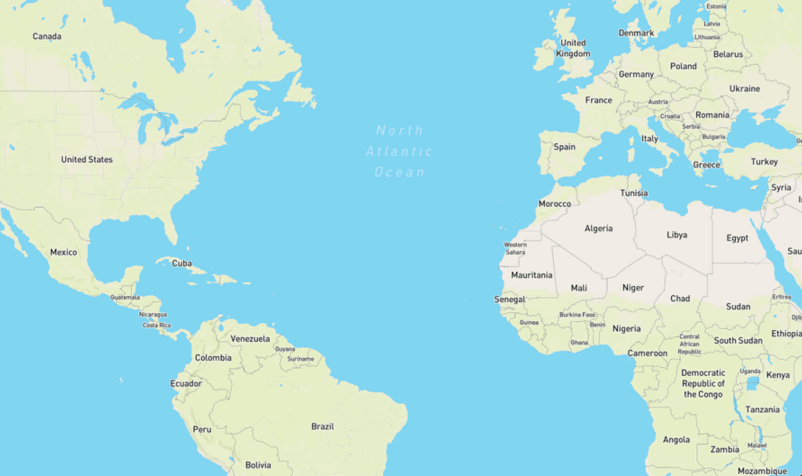 Canada
United States
Mexico
Cuba
Guatemala
Nicaragua
Costa Rica
Venezuela
Guyana
Suriname
Colombia
Ecuador
Peru
Brazil
Bolivia
North
Atlantic
Ocean
Estonia
Latvia
Lithuania
Denmark
United
Kingdom
Belarus
Poland
Germany
Ukraine
France
Austria
Croatia
Romania
Serbia
Bulgaria
Italy
Spain
Greece
Turkey
Syria
Tunisia
Morocco
Algeria
Libya
Egypt
Western
Sahara
Sau
Mauritania
Mali
Niger
Chad
Sudan
Eritrea
Senegal
Burkina Faso
Guinea
Benin
Nigeria
Ghana
Djib
Ethiopia
Central
African
Republic
South Sudan
Cameroon
Democratic
Republic of
the Congo
Uganda
Kenya
Tanzania
Angola
Zambia
Malawi
Mozambique